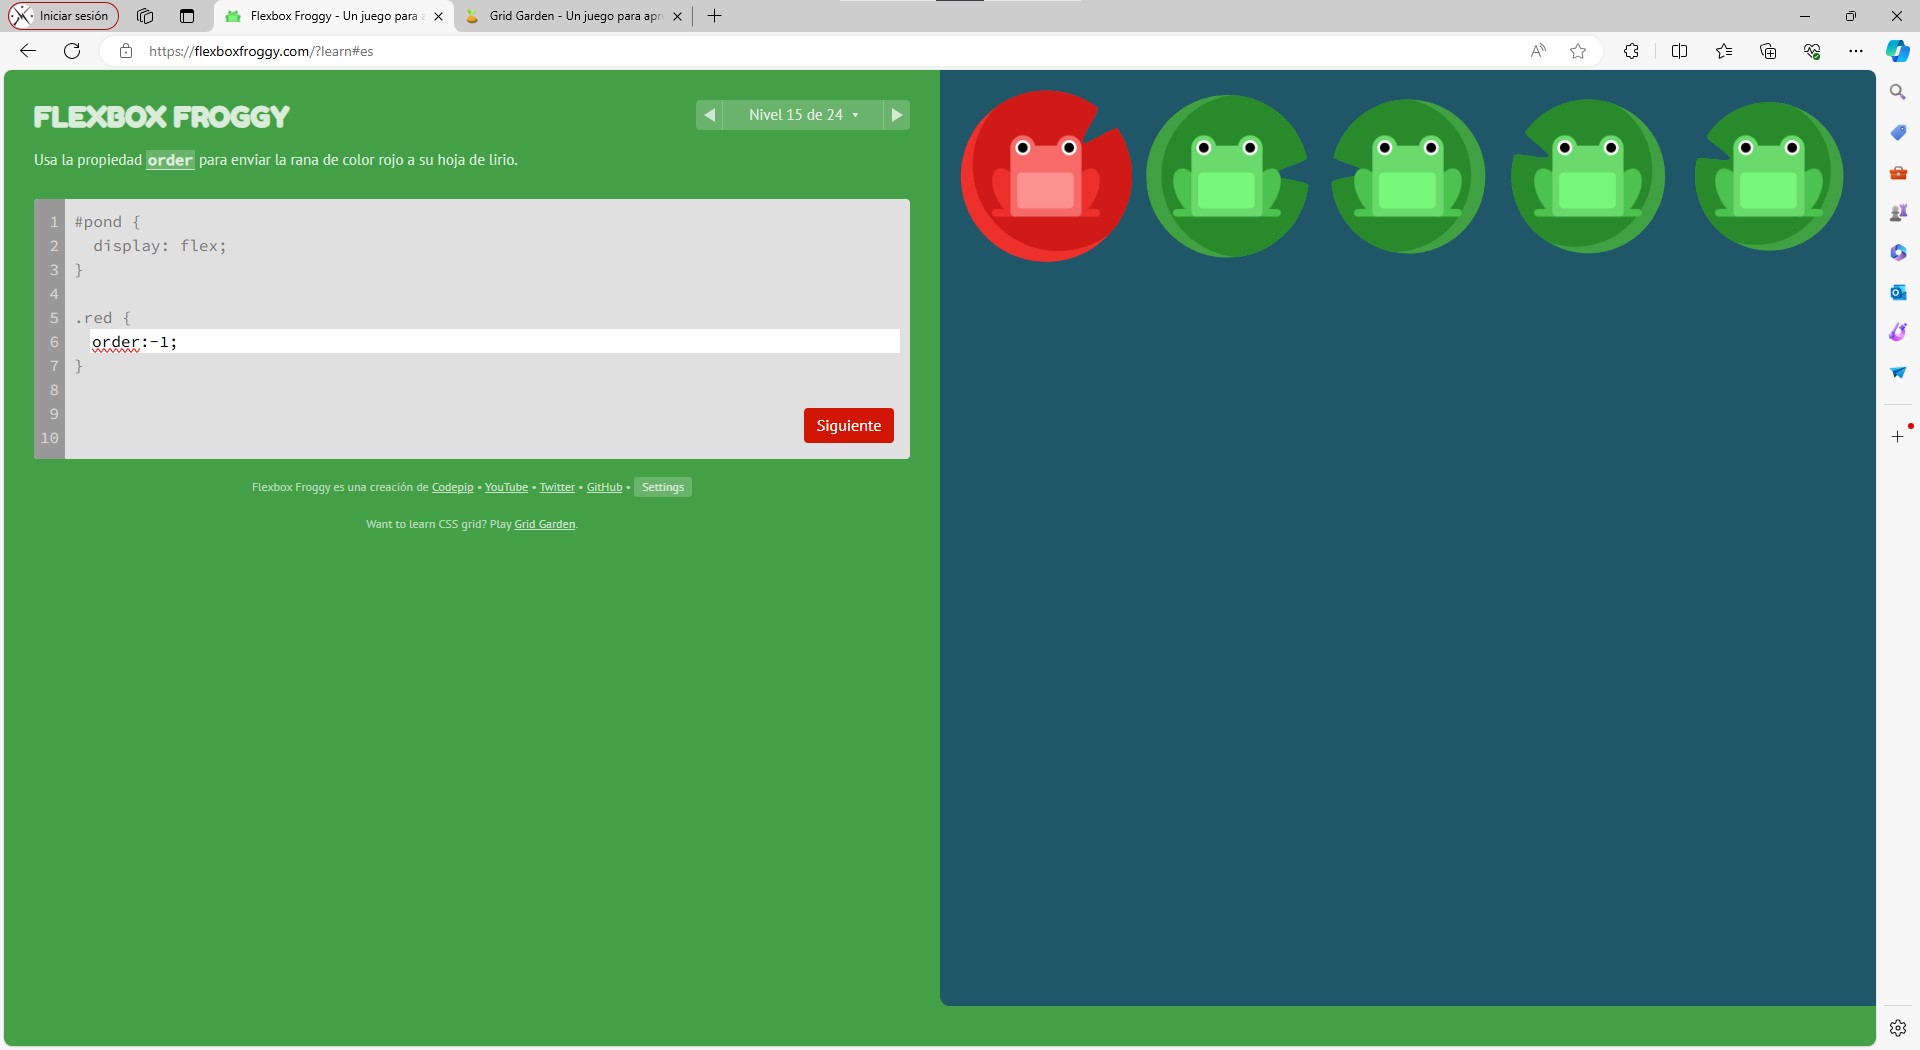 Iniciar sesión
Flexbox Froggy - Un juego para a
Grid Garden - Un juego para apr
https://flexboxfroggy.com/?learn#es
FLEXBOX FROGGY
Nivel 15 de 24
Usa la propiedad order para enviar la rana de color rojo a su hoja de lirio.
1 #pond {
2 display: flex;
3 }
4
5 .red {
6 order:-1;
7 }
8
9
10
Siguiente
Flexbox Froggy es una creación de Codepip • YouTube • Twitter • GitHub • Settings
Want to learn CSS grid? Play Grid Garden.